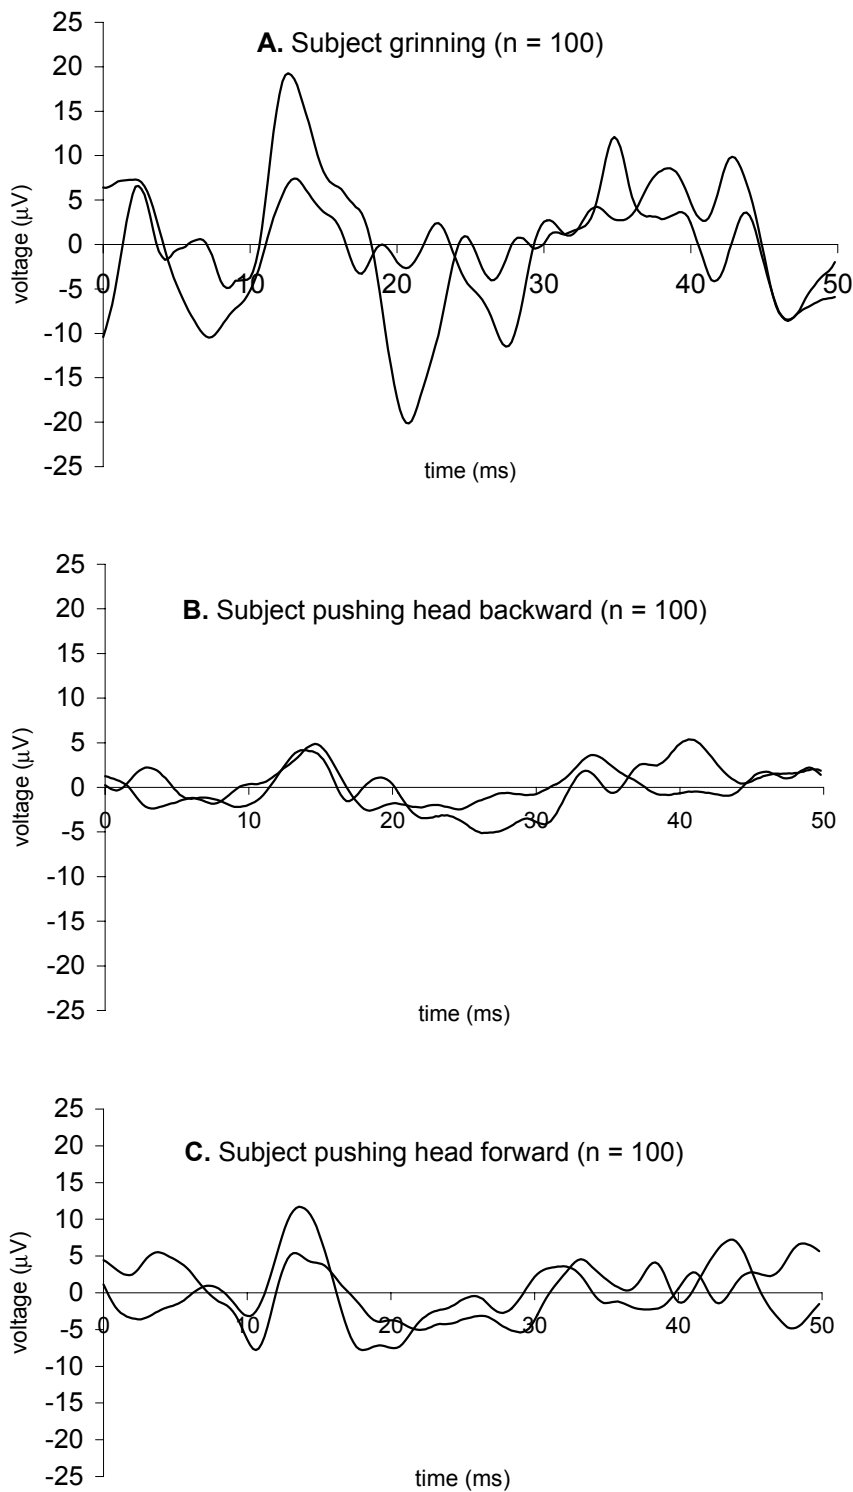 A. Subject grinning (n = 100)
25
20
15
10
5
0
-5
-10
-15
-20
-25
voltage (μV)
0 10 20 30 40 50
time (ms)
B. Subject pushing head backward (n = 100)
25
20
15
10
5
0
-5
-10
-15
-20
-25
voltage (μV)
0 10 20 30 40 50
time (ms)
C. Subject pushing head forward (n = 100)
25
20
15
10
5
0
-5
-10
-15
-20
-25
voltage (μV)
0 10 20 30 40 50
time (ms)